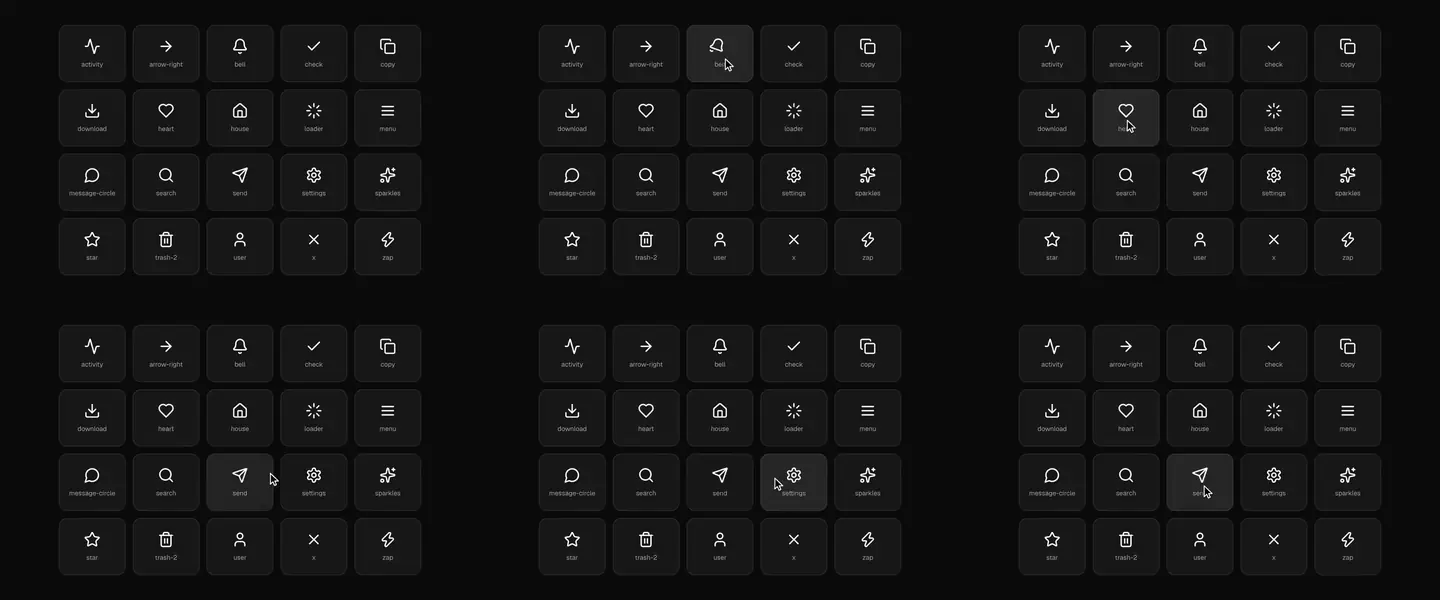 activity arrow-right bell check copy
download heart house loader menu
message-circle search send settings sparkles
star trash-2 user x zap
activity arrow-right check copy
download heart house loader menu
message-circle search send settings sparkles
star trash-2 user x zap
activity arrow-right bell check copy
download house loader menu
message-circle search send settings sparkles
star trash-2 user x zap
activity arrow-right bell check copy
download heart house loader menu
message-circle search send settings sparkles
star trash-2 user x zap
activity arrow-right bell check copy
download heart house loader menu
message-circle search send settings sparkles
star trash-2 user x zap
activity arrow-right bell check copy
download heart house loader menu
message-circle search settings sparkles
star trash-2 user x zap